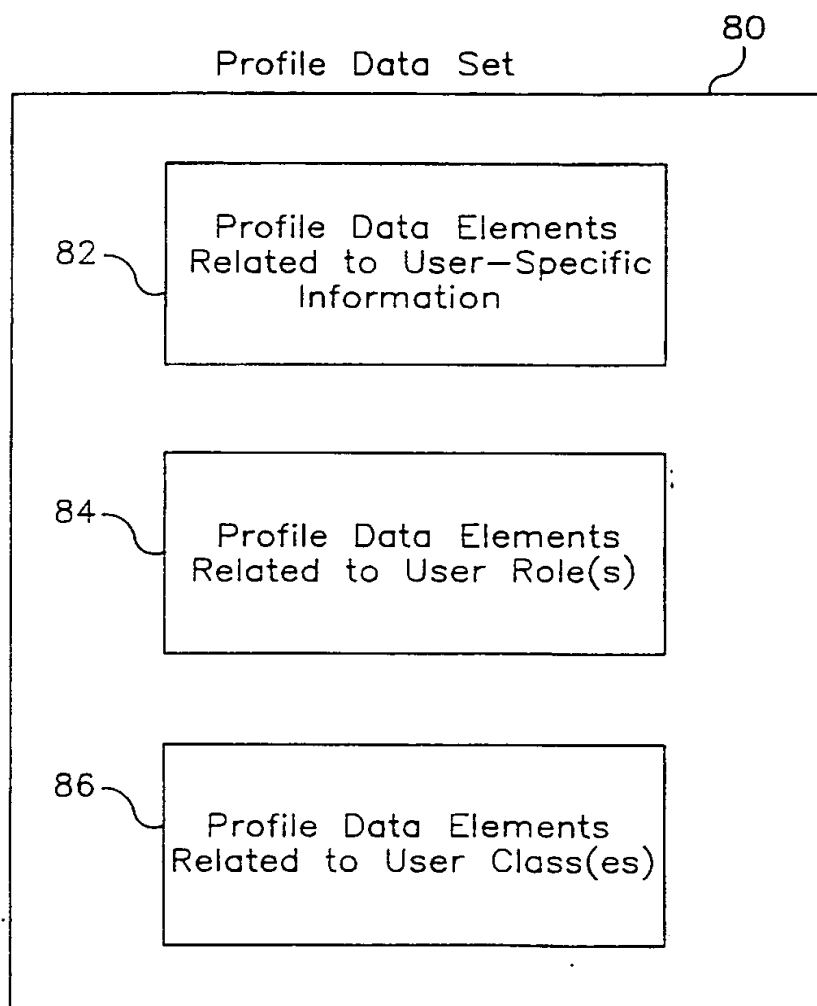 80
Profile Data Set
82
Profile Data Elements
Related to User-Specific
Information
84
Profile Data Elements
Related to User Role(s)
86
Profile Data Elements
Related to User Class(es)